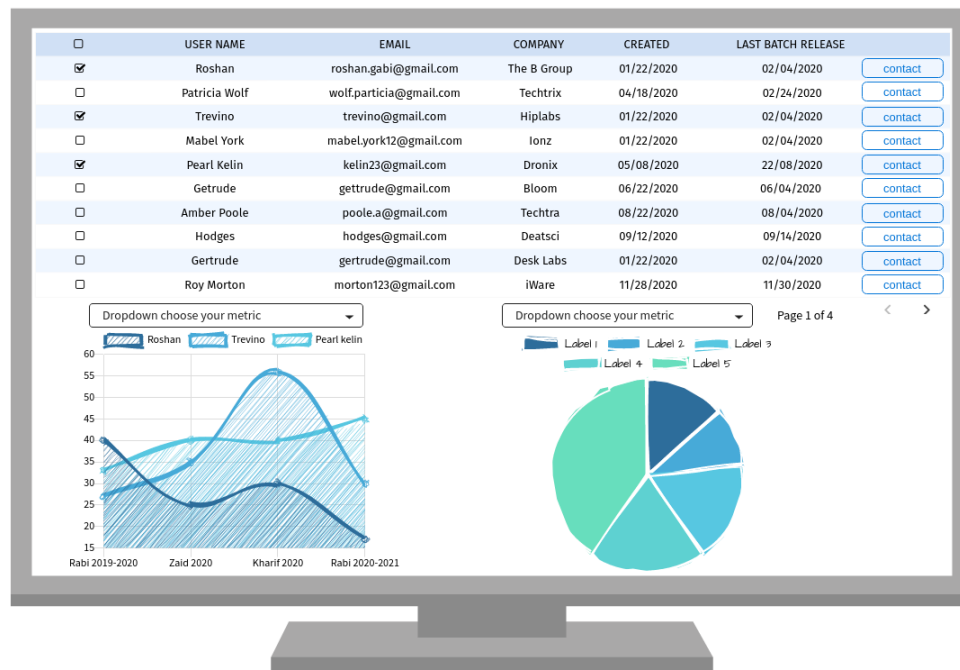 USER NAME EMAIL COMPANY CREATED LAST BATCH RELEASE
Roshan roshan.gabi@gmail.com The B Group 01/22/2020 02/04/2020 contact
Patricia Wolf wolf.particia@gmail.com Techtrix 04/18/2020 02/24/2020 contact
Trevino trevino@gmail.com Hiplabs 01/22/2020 02/04/2020 contact
Mabel York mabel.york12@gmail.com Ionz 01/22/2020 02/04/2020 contact
Pearl Kelin kelin23@gmail.com Dronix 05/08/2020 22/08/2020 contact
Getrude gettrude@gmail.com Bloom 06/22/2020 06/04/2020 contact
Amber Poole poole.a@gmail.com Techtra 08/22/2020 08/04/2020 contact
Hodges hodges@gmail.com Deatsci 09/12/2020 09/14/2020 contact
Gertrude gertrude@gmail.com Desk Labs 01/22/2020 02/04/2020 contact
Roy Morton morton123@gmail.com iWare 11/28/2020 11/30/2020 contact
Dropdown choose your metric Dropdown choose your metric Page 1 of 4
Roshan Trevino Pearl kelin
Label 1 Label 2 Label 3
Label 4 Label 5
60
55
50
45
40
35
30
25
20
15
Rabi 2019-2020 Zaid 2020 Kharif 2020 Rabi 2020-2021